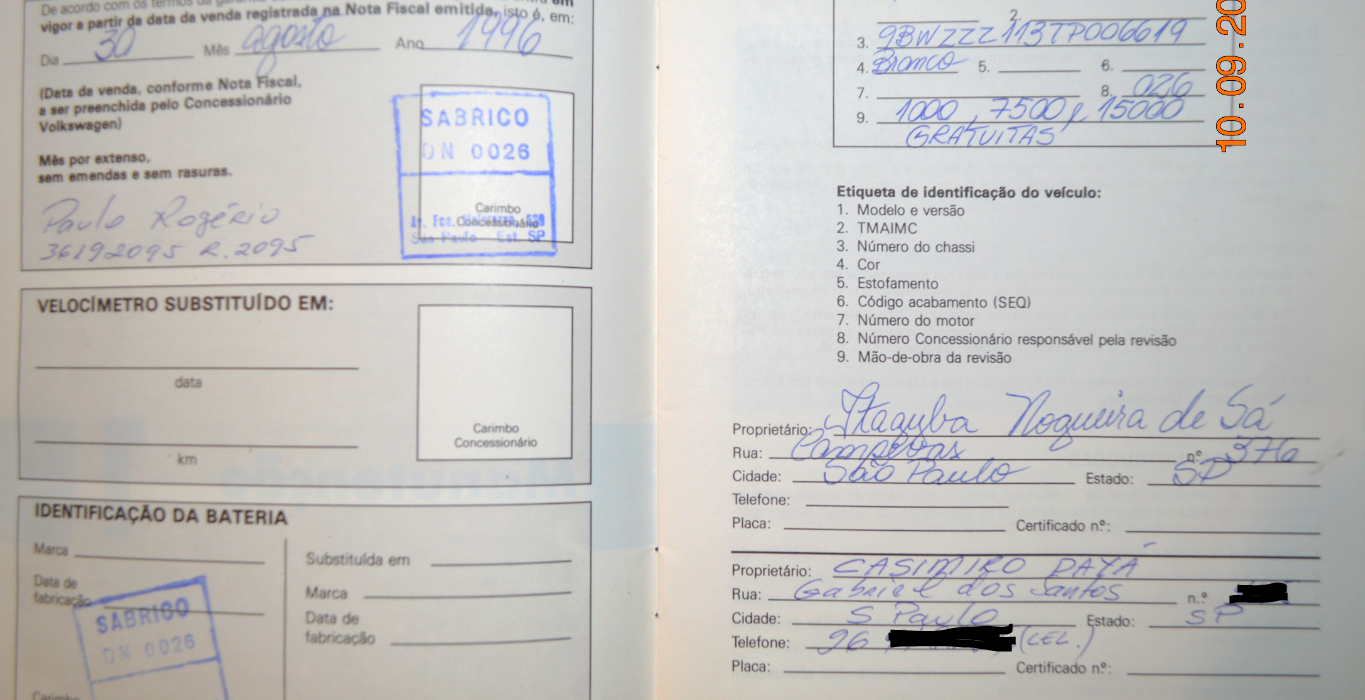 De acordo com os termos da
vigor a partir da data da venda registrada na Nota Fiscal emitida, isto é, em:
Dia 30 Mês agosto Ano 1996
(Data da venda, conforme Nota Fiscal,
a ser preenchida pelo Concessionário
Volkswagen)
Mês por extenso,
sem emendas e sem rasuras.
Paulo Rogério
36192095 R.2095
SABRICO
DN 0026
Carimbo
Concessionário
São Paulo Est. SP
VELOCÍMETRO SUBSTITUÍDO EM:
data
km
Carimbo
Concessionário
IDENTIFICAÇÃO DA BATERIA
Marca
Data de
fabricação
SABRICO
DN 0026
Carimbo
Substituída em
Marca
Data de
fabricação
2.
3. 9BWZZZ113TP006619
4. Branco 5. 6.
7. 8. 026
9. 1000, 7500 e 15000
GRATUITAS
10.09.20
Etiqueta de identificação do veículo:
1. Modelo e versão
2. TMAIMC
3. Número do chassi
4. Cor
5. Estofamento
6. Código acabamento (SEQ)
7. Número do motor
8. Número Concessionário responsável pela revisão
9. Mão-de-obra da revisão
Proprietário: Itaguba Nogueira de Sá
Rua: nº 376
Cidade: São Paulo Estado: SP
Telefone:
Placa: Certificado n.º:
Proprietário: CASIMIRO PAYÁ
Rua: Gabriel dos Santos n.º
Cidade: S Paulo Estado: SP
Telefone: 96 (CEL.)
Placa: Certificado n.º: